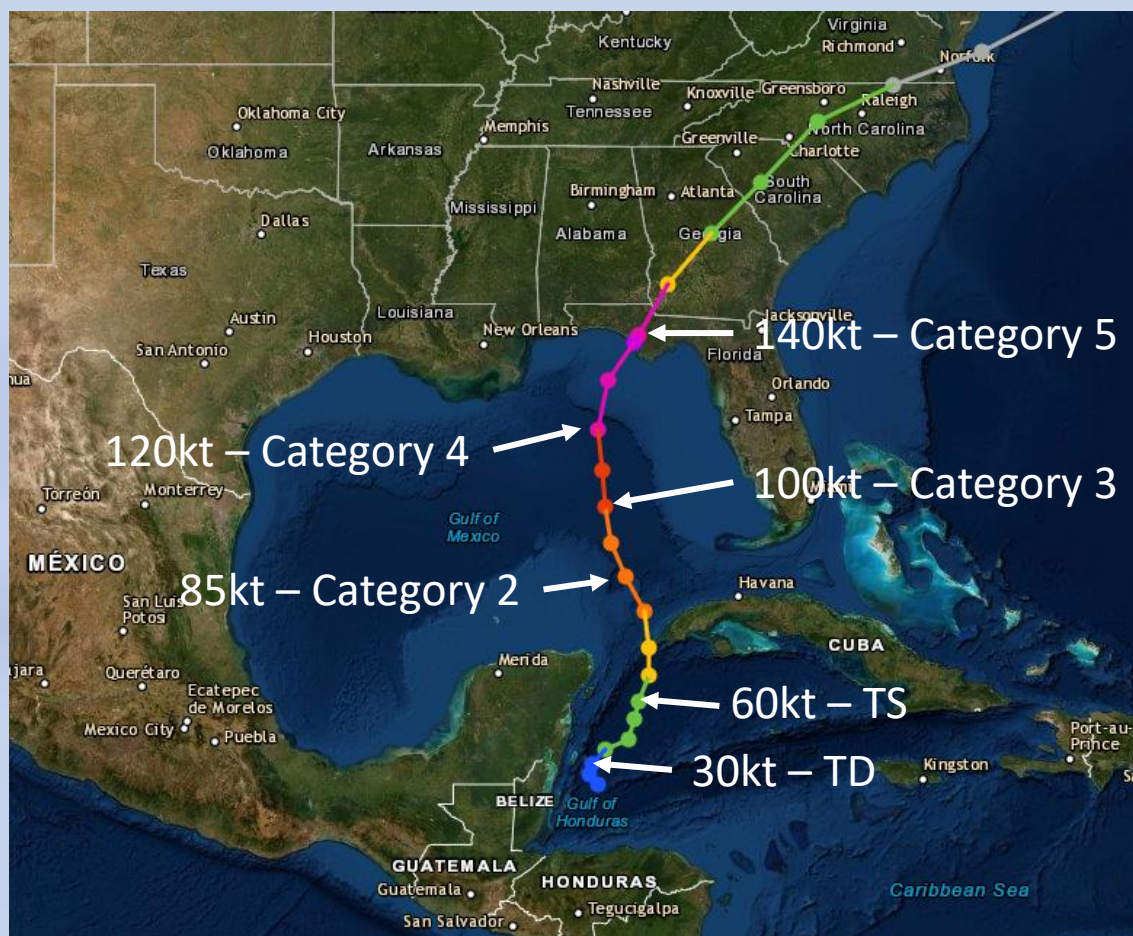 Virginia
Kentucky
Richmond
Norfolk
Nashville
Knoxville
Greensboro
Tennessee
Raleigh
Oklahoma City
Memphis
Greenville
North Carolina
Oklahoma
Arkansas
Charlotte
Birmingham
Atlanta
South
Carolina
Mississippi
Dallas
Alabama
Georgia
Texas
Louisiana
Jacksonville
Austin
New Orleans
140kt – Category 5
Houston
San Antonio
Florida
Orlando
Tampa
120kt – Category 4
100kt – Category 3
Miami
Torreón
Monterrey
Gulf of
Mexico
MÉXICO
85kt – Category 2
Havana
San Luis
Potosí
CUBA
ajara
Querétaro
Merida
Ecatepec
de Morelos
60kt – TS
Mexico City
Puebla
Port-au-
Prince
30kt – TD
Kingston
BELIZE
Gulf of
Honduras
GUATEMALA
Guatemala
HONDURAS
Caribbean Sea
Tegucigalpa
San Salvador